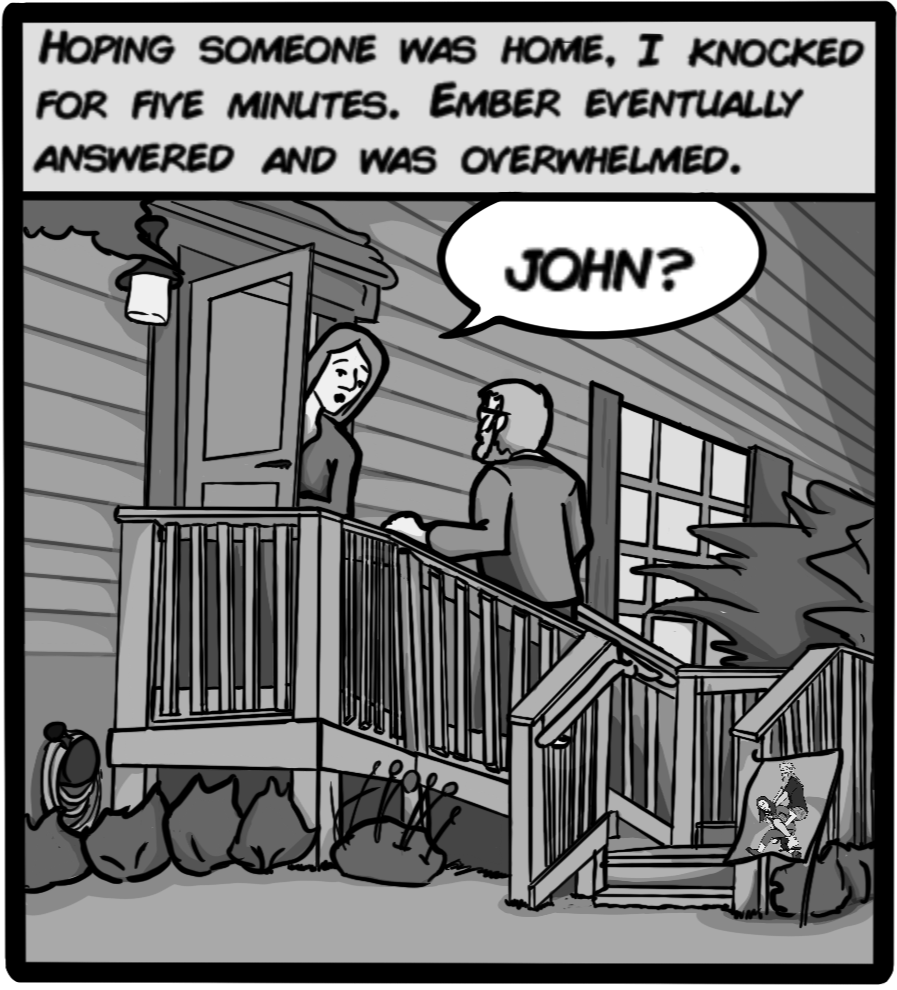 HOPING SOMEONE WAS HOME, I KNOCKED
FOR FIVE MINUTES. EMBER EVENTUALLY
ANSWERED AND WAS OVERWHELMED.
JOHN?